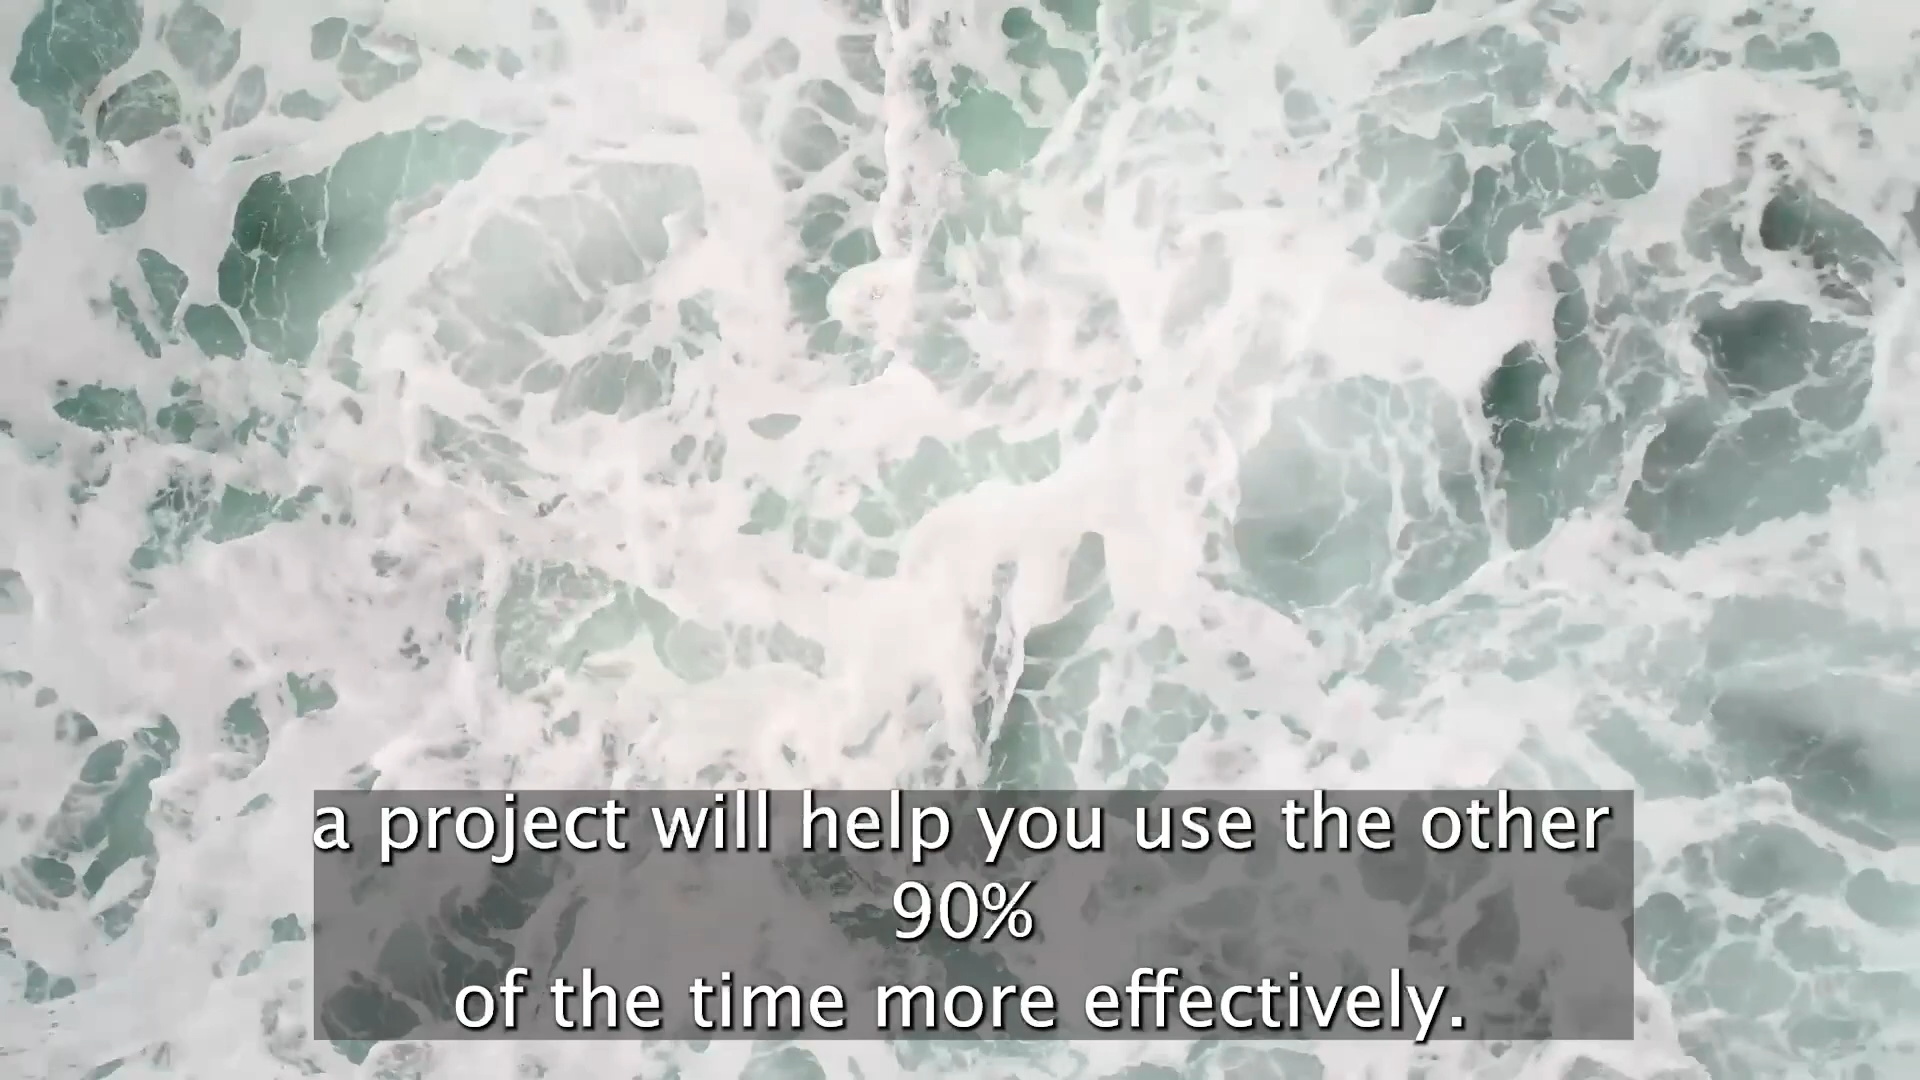 a project will help you use the other
90%
of the time more effectively.